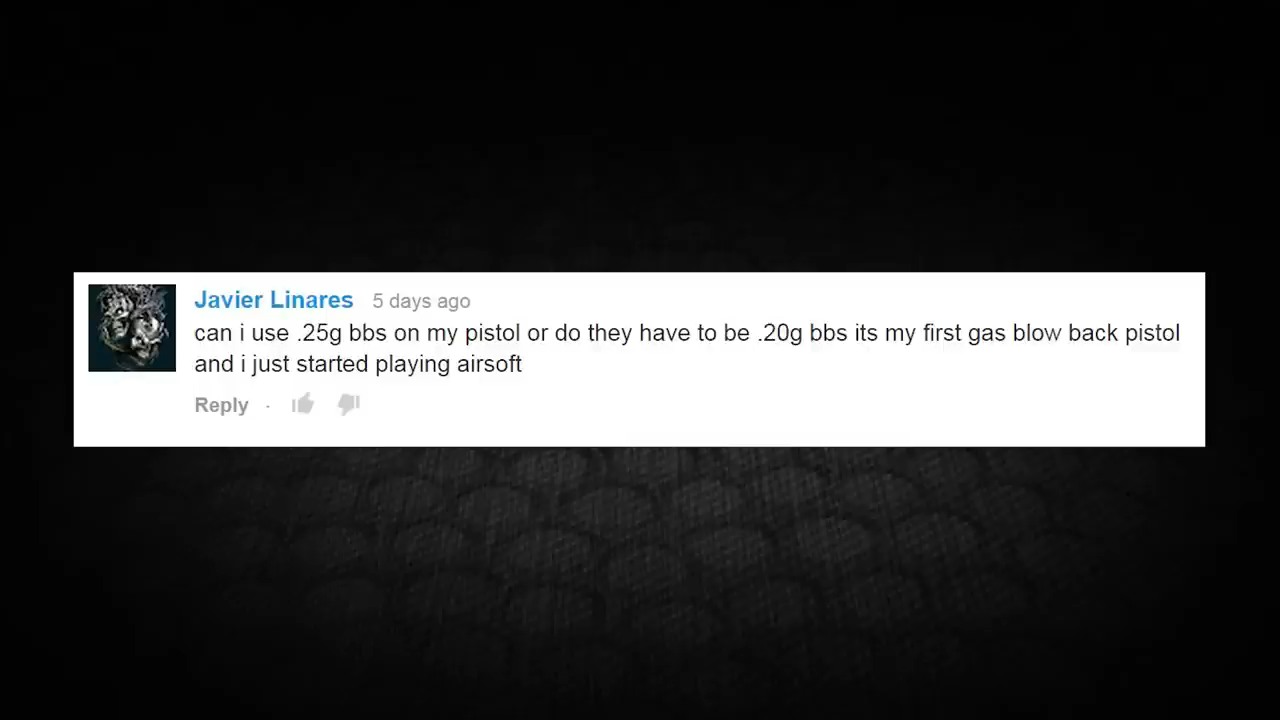 Javier Linares 5 days ago
can i use .25g bbs on my pistol or do they have to be .20g bbs its my first gas blow back pistol
and i just started playing airsoft
Reply ·